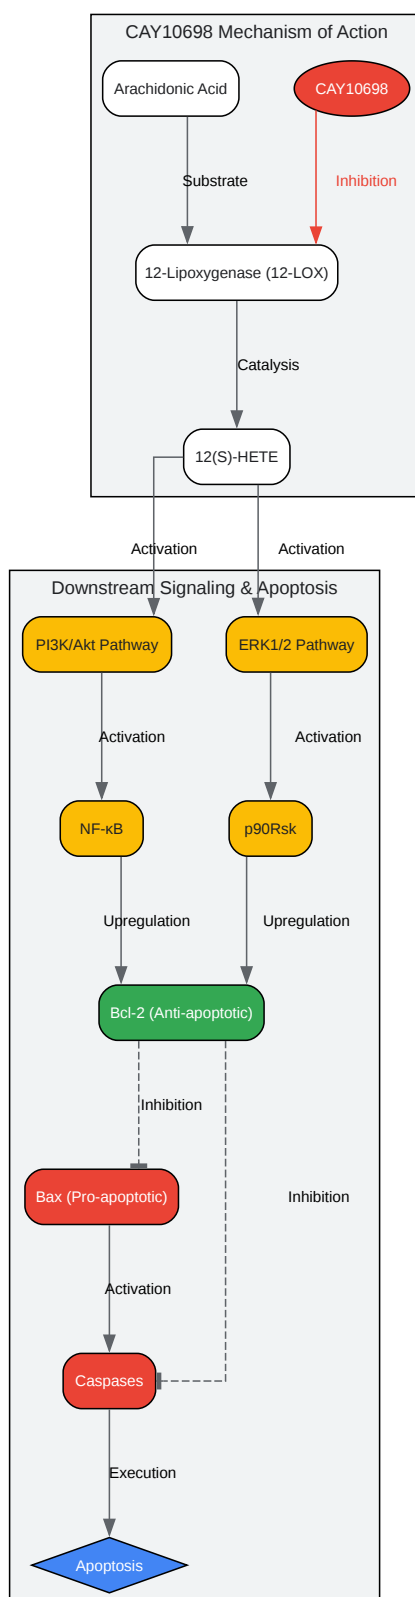 CAY10698 Mechanism of Action
Arachidonic Acid
CAY10698
Substrate
Inhibition
12-Lipoxygenase (12-LOX)
Catalysis
12(S)-HETE
Activation
Activation
Downstream Signaling & Apoptosis
PI3K/Akt Pathway
ERK1/2 Pathway
Activation
Activation
NF-κB
p90Rsk
Upregulation
Upregulation
Bcl-2 (Anti-apoptotic)
Inhibition
Bax (Pro-apoptotic)
Inhibition
Activation
Caspases
Execution
Apoptosis